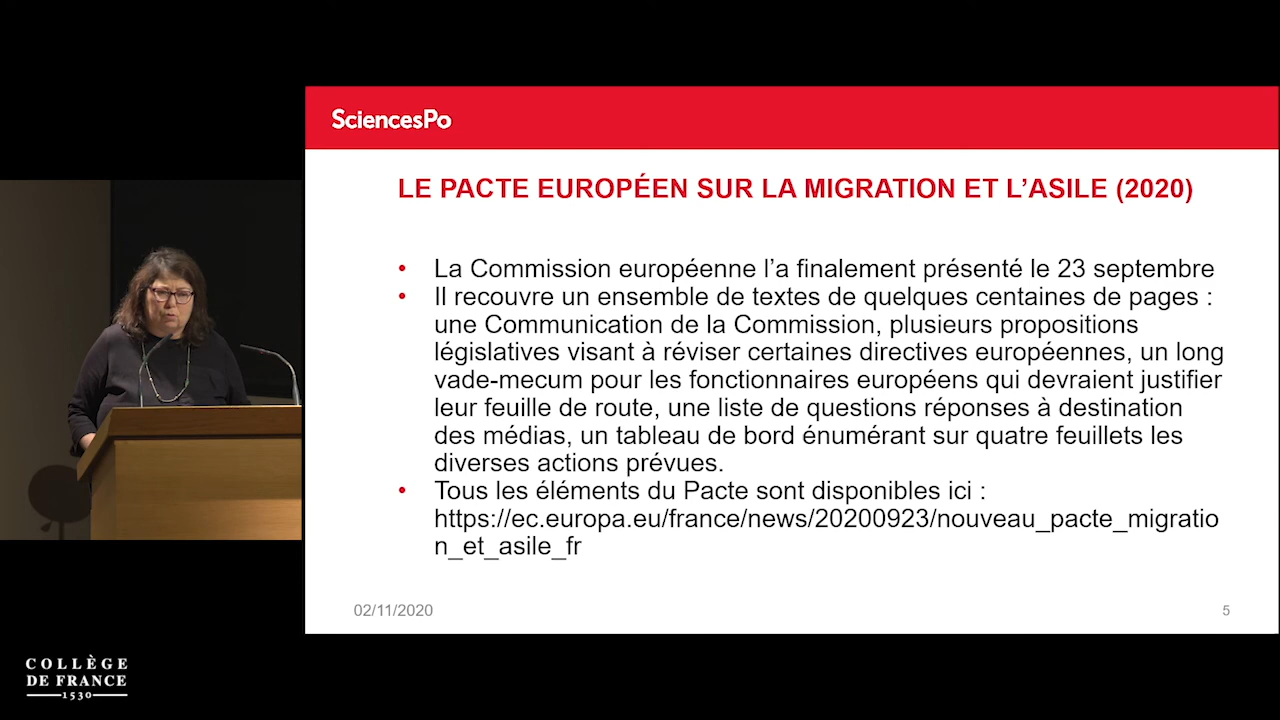 SciencesPo
LE PACTE EUROPÉEN SUR LA MIGRATION ET L’ASILE (2020)
• La Commission européenne l’a finalement présenté le 23 septembre
• Il recouvre un ensemble de textes de quelques centaines de pages :
une Communication de la Commission, plusieurs propositions
législatives visant à réviser certaines directives européennes, un long
vade-mecum pour les fonctionnaires européens qui devraient justifier
leur feuille de route, une liste de questions réponses à destination
des médias, un tableau de bord énumérant sur quatre feuillets les
diverses actions prévues.
• Tous les éléments du Pacte sont disponibles ici :
https://ec.europa.eu/france/news/20200923/nouveau_pacte_migratio
n_et_asile_fr
02/11/2020
5
COLLÈGE
DE FRANCE
1530